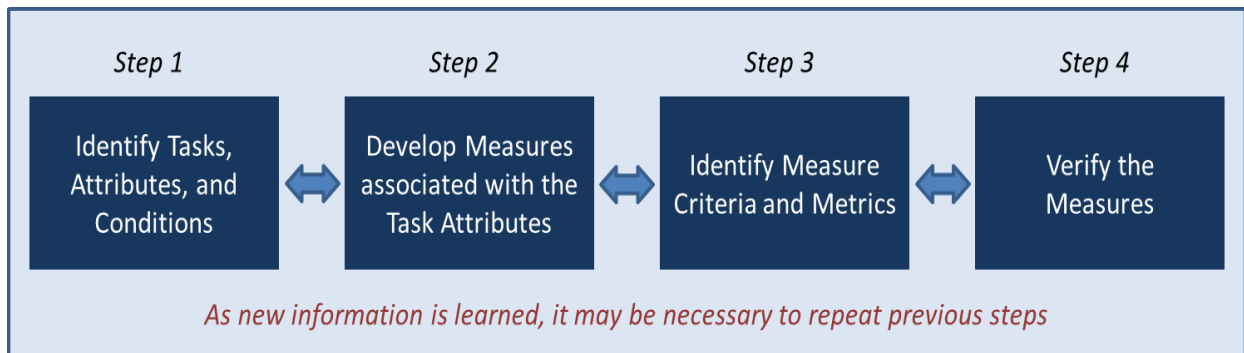 Step 1
Identify Tasks,
Attributes, and
Conditions
Step 2
Develop Measures
associated with the
Task Attributes
Step 3
Identify Measure
Criteria and Metrics
Step 4
Verify the
Measures
As new information is learned, it may be necessary to repeat previous steps